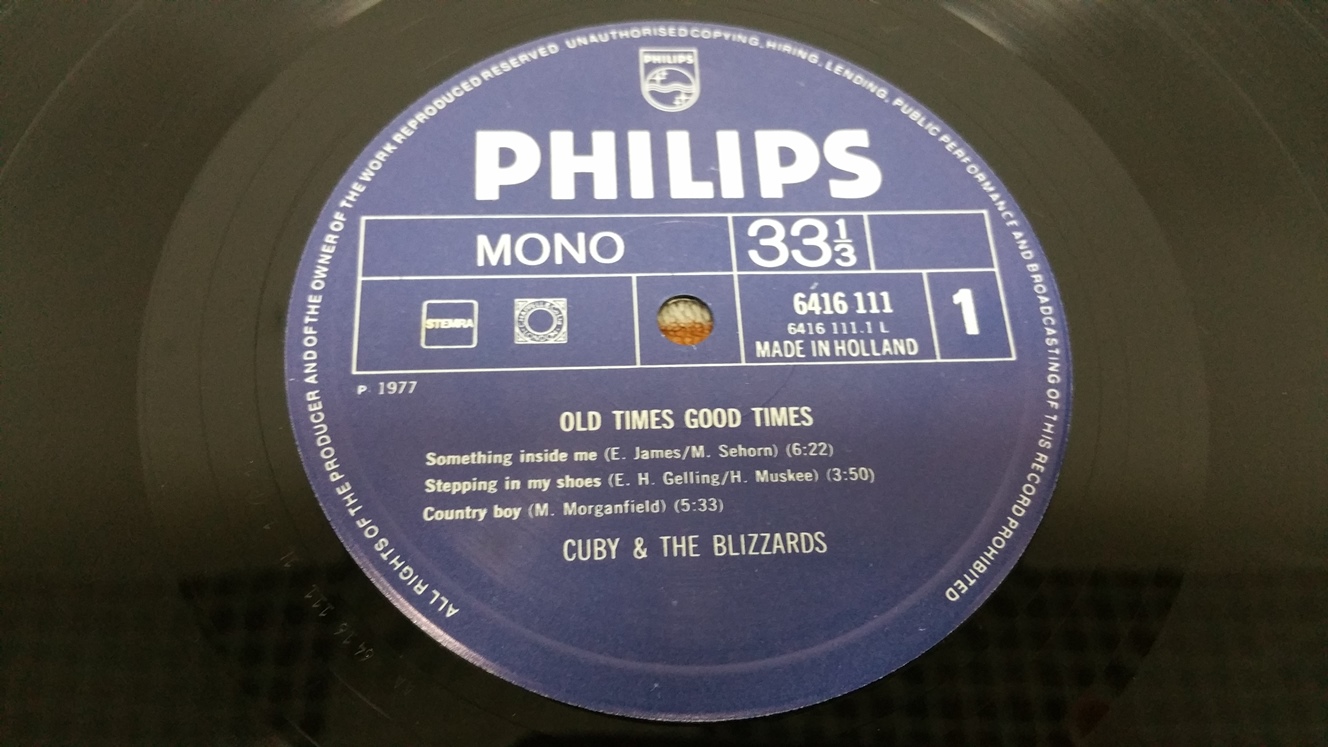 ALL RIGHTS OF THE PRODUCER AND OF THE OWNER OF THE WORK REPRODUCED RESERVED UNAUTHORISED COPYING, HIRING, LENDING, PUBLIC PERFORMANCE AND BROADCASTING OF THIS RECORD PROHIBITED
PHILIPS
PHILIPS
MONO
33 1/3
STEMRA
6416 111
6416 111.1 L
MADE IN HOLLAND
1
P 1977
OLD TIMES GOOD TIMES
Something inside me (E. James/M. Sehorn) (6:22)
Stepping in my shoes (E. H. Gelling/H. Muskee) (3:50)
Country boy (M. Morganfield) (5:33)
CUBY & THE BLIZZARDS